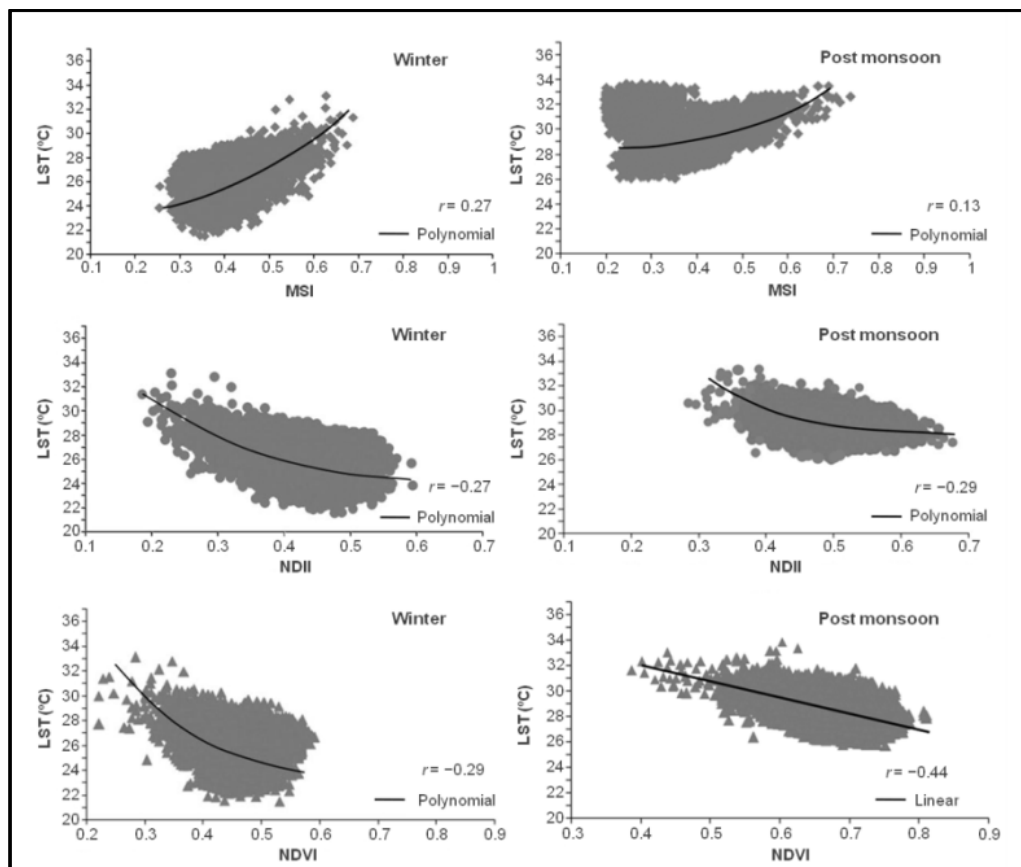 Winter
LST (°C)
36
34
32
30
28
26
24
22
20
0.1 0.2 0.3 0.4 0.5 0.6 0.7 0.8 0.9 1
MSI
r = 0.27
Polynomial
Post monsoon
LST (°C)
36
34
32
30
28
26
24
22
20
0.1 0.2 0.3 0.4 0.5 0.6 0.7 0.8 0.9 1
MSI
r = 0.13
Polynomial
Winter
LST (°C)
36
34
32
30
28
26
24
22
20
0.1 0.2 0.3 0.4 0.5 0.6 0.7
NDII
r = −0.27
Polynomial
Post monsoon
LST (°C)
36
34
32
30
28
26
24
22
20
0.1 0.2 0.3 0.4 0.5 0.6 0.7
NDII
r = −0.29
Polynomial
Winter
LST (°C)
36
34
32
30
28
26
24
22
20
0.2 0.3 0.4 0.5 0.6 0.7 0.8 0.9
NDVI
r = −0.29
Polynomial
Post monsoon
LST (°C)
36
34
32
30
28
26
24
22
20
0.3 0.4 0.5 0.6 0.7 0.8 0.9
NDVI
r = −0.44
Linear